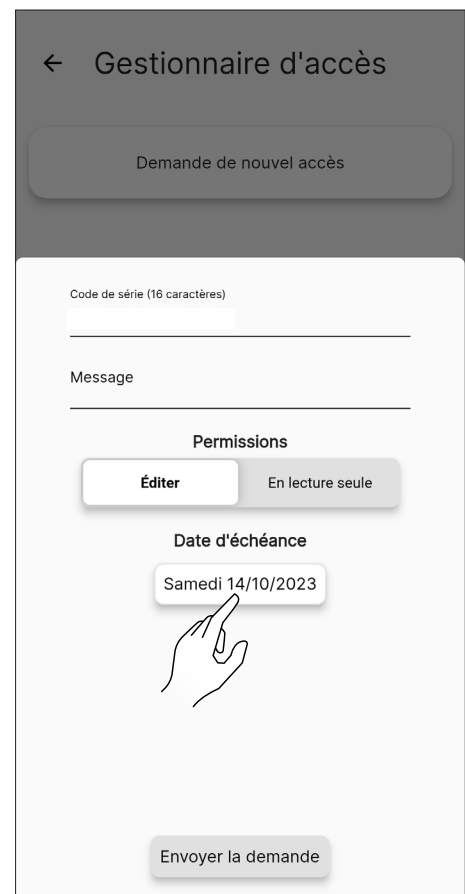 Gestionnaire d'accès
Demande de nouvel accès
Code de série (16 caractères)
Message
Permissions
Éditer En lecture seule
Date d'échéance
Samedi 14/10/2023
Envoyer la demande